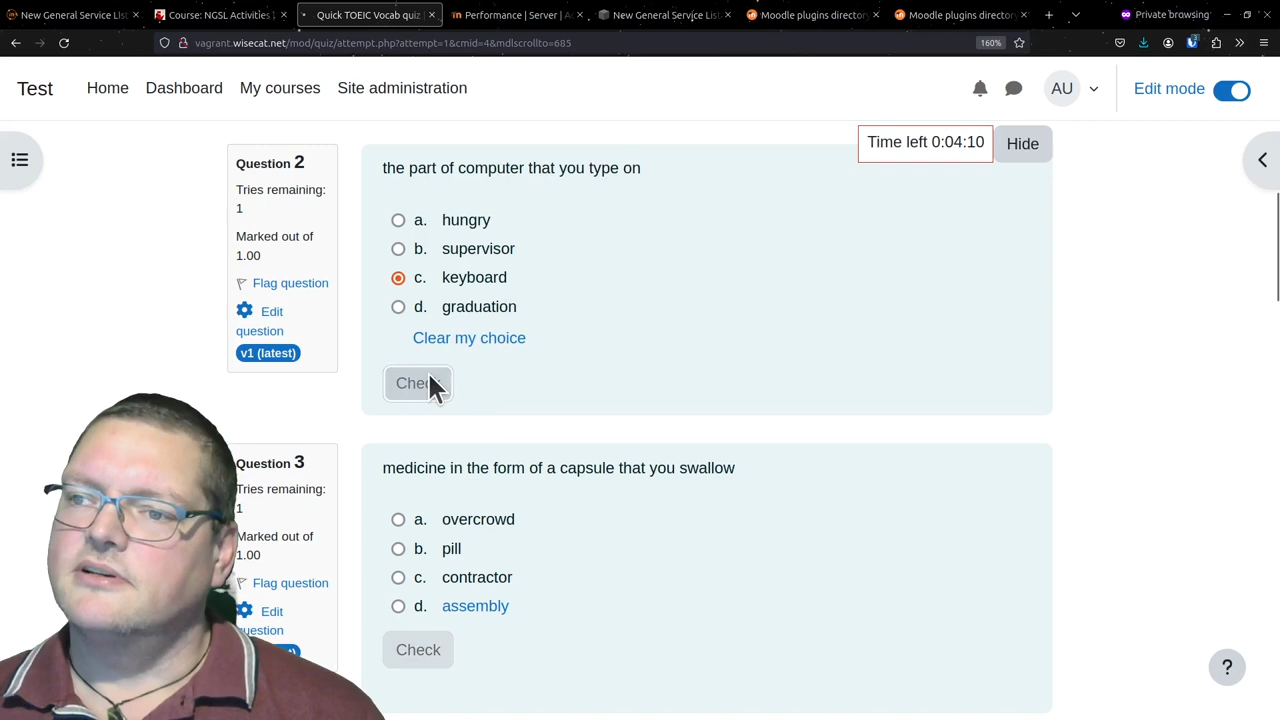 New General Service List
Course: NGSL Activities
Quick TOEIC Vocab quiz
Performance | Server | A
New General Service List
Moodle plugins directory
Moodle plugins directory
Private browsing
vagrant.wisecat.net/mod/quiz/attempt.php?attempt=1&cmid=4&mdlscrollto=685
160%
Test
Home
Dashboard
My courses
Site administration
AU
Edit mode
Time left 0:04:10
Hide
Question 2
Tries remaining:
1
Marked out of
1.00
Flag question
Edit
question
v1 (latest)
the part of computer that you type on
a. hungry
b. supervisor
c. keyboard
d. graduation
Clear my choice
Check
Question 3
Tries remaining:
1
Marked out of
1.00
Flag question
Edit
question
medicine in the form of a capsule that you swallow
a. overcrowd
b. pill
c. contractor
d. assembly
Check
?